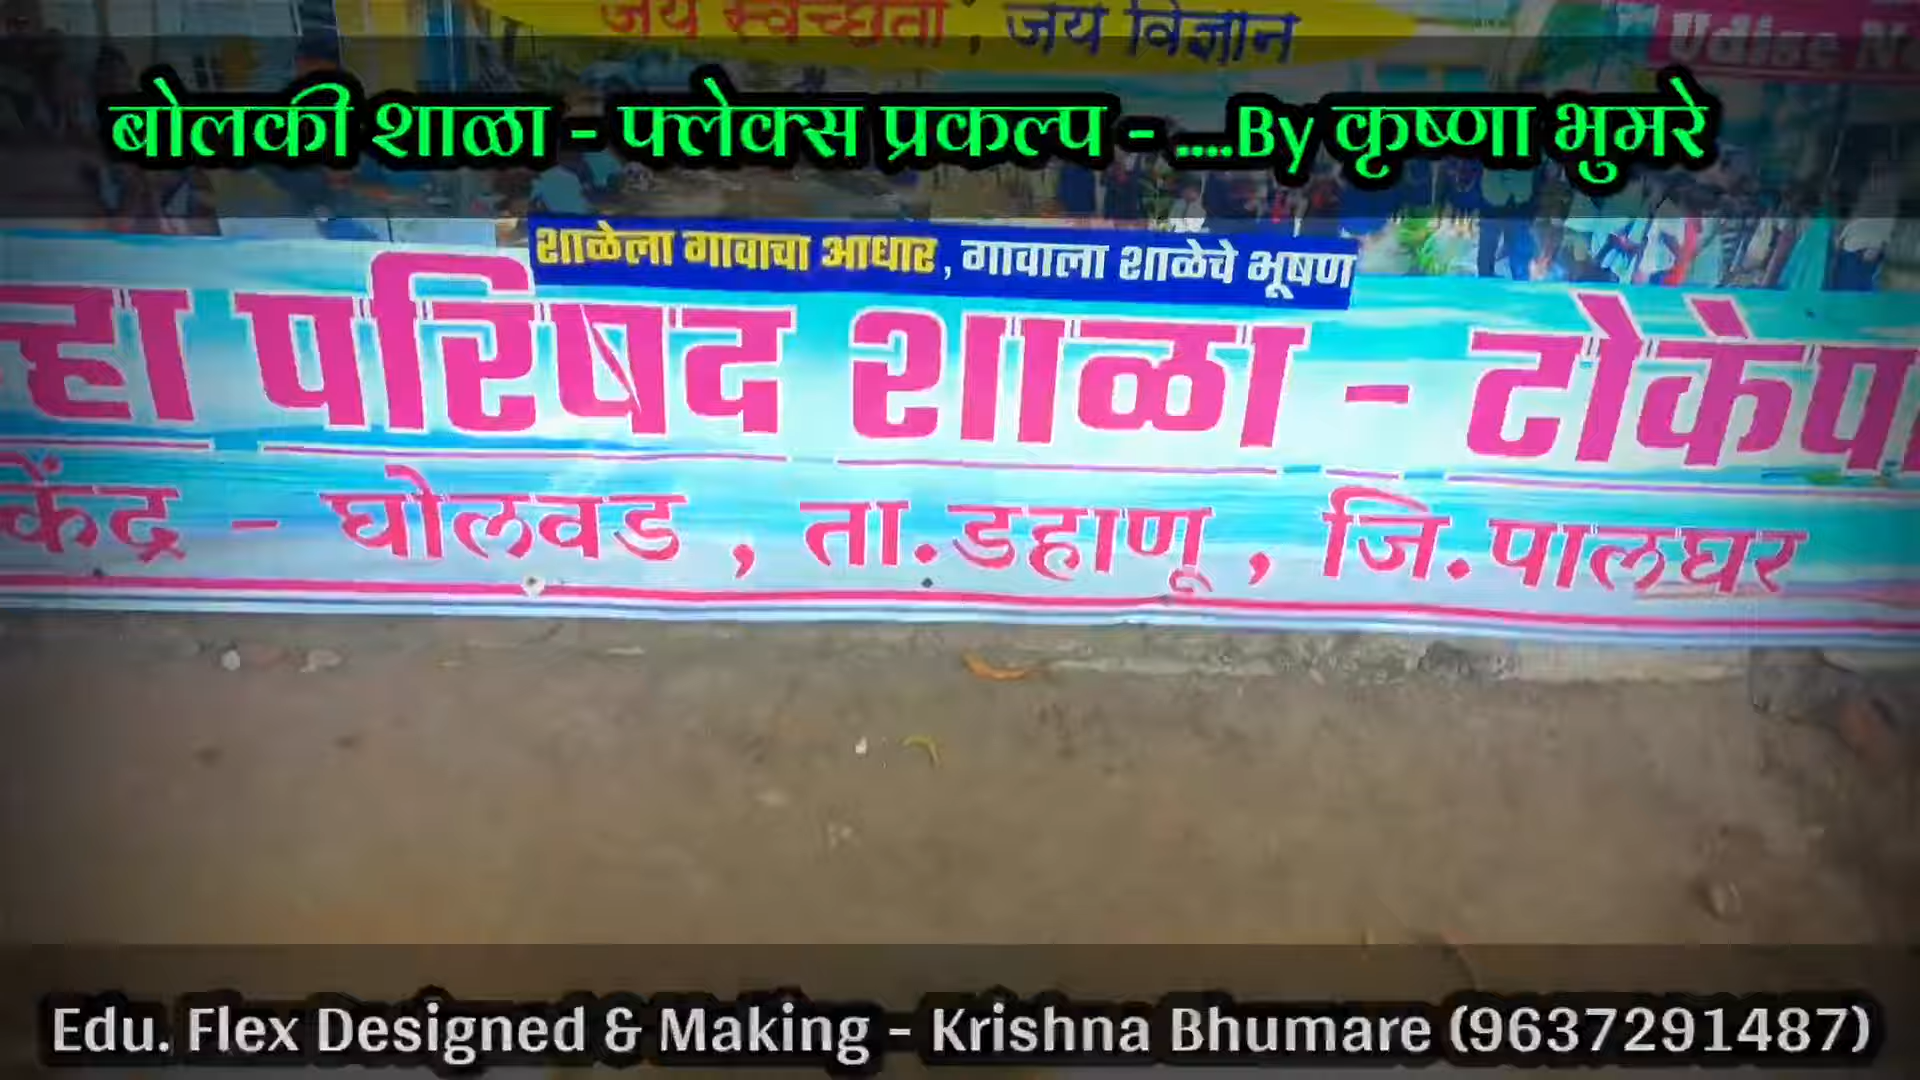 जय स्वच्छता , जय विज्ञान
Udise N
बोलकी शाळा - फ्लेक्स प्रकल्प - ....By कृष्णा भुमरे
शाळेला गावाचा आधार , गावाला शाळेचे भूषण
ल्हा परिषद शाळा - टोकेपा
केंद्र - घोलवड , ता.डहाणू , जि.पालघर
Edu. Flex Designed & Making - Krishna Bhumare (9637291487)